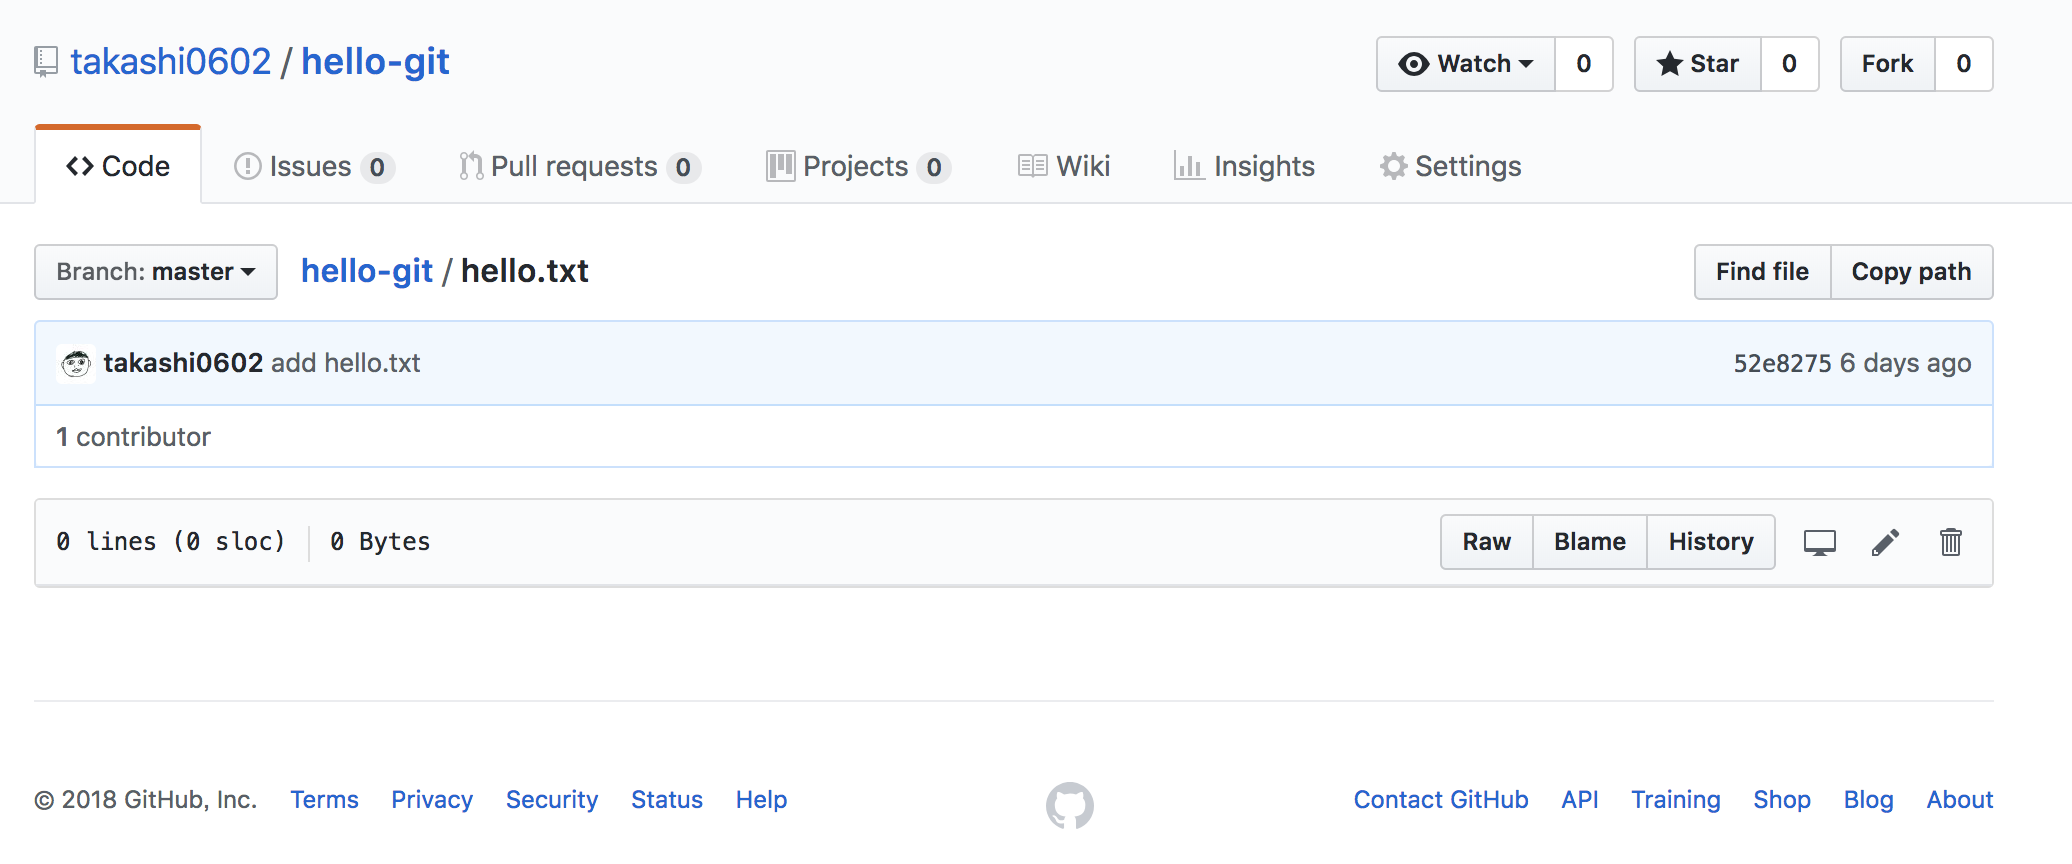 takashi0602 / hello-git
Watch 0 Star 0 Fork 0
Code Issues 0 Pull requests 0 Projects 0 Wiki Insights Settings
Branch: master hello-git / hello.txt Find file Copy path
takashi0602 add hello.txt 52e8275 6 days ago
1 contributor
0 lines (0 sloc) 0 Bytes Raw Blame History
© 2018 GitHub, Inc. Terms Privacy Security Status Help Contact GitHub API Training Shop Blog About